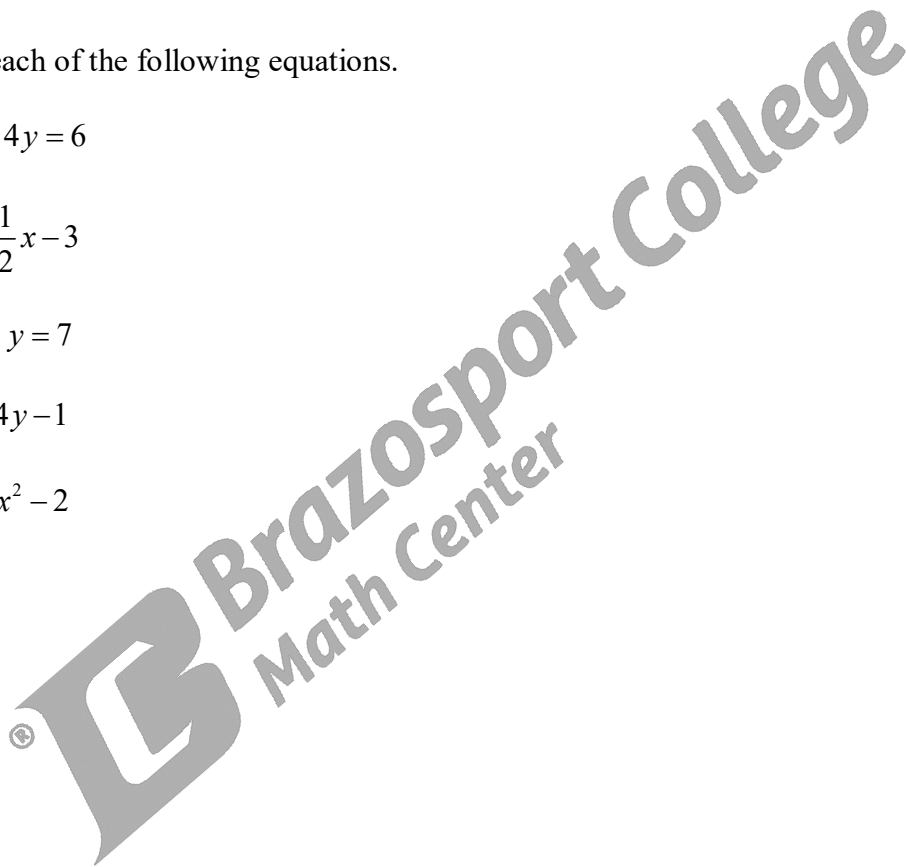 each of the following equations.
4y = 6
1/2 x − 3
y = 7
4y − 1
x² − 2
Brazosport College
Math Center
®